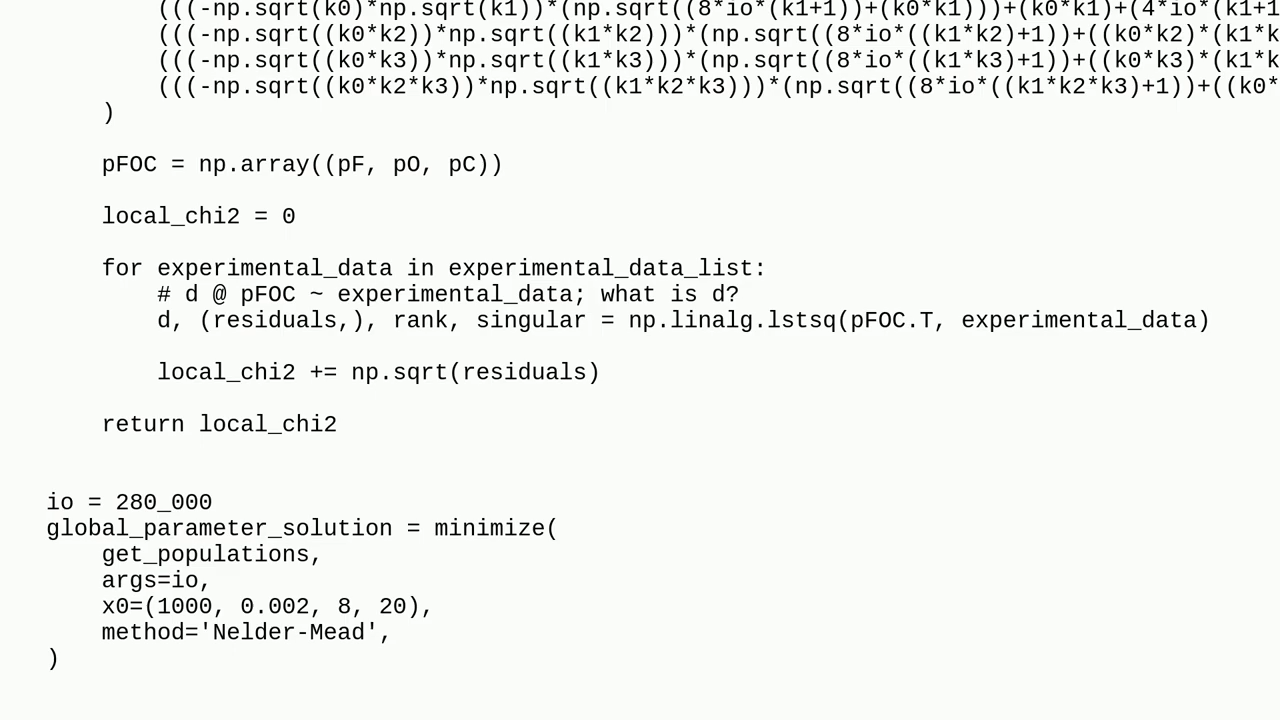 (((-np.sqrt(k0)*np.sqrt(k1))*(np.sqrt((8*io*(k1+1))+(k0*k1)))+(k0*k1)+(4*io*(k1+1
(((-np.sqrt((k0*k2))*np.sqrt((k1*k2)))*(np.sqrt((8*io*((k1*k2)+1))+((k0*k2)*(k1*k
(((-np.sqrt((k0*k3))*np.sqrt((k1*k3)))*(np.sqrt((8*io*((k1*k3)+1))+((k0*k3)*(k1*k
(((-np.sqrt((k0*k2*k3))*np.sqrt((k1*k2*k3)))*(np.sqrt((8*io*((k1*k2*k3)+1))+((k0*
)
pFOC = np.array((pF, pO, pC))
local_chi2 = 0
for experimental_data in experimental_data_list:
# d @ pFOC ~ experimental_data; what is d?
d, (residuals,), rank, singular = np.linalg.lstsq(pFOC.T, experimental_data)
local_chi2 += np.sqrt(residuals)
return local_chi2
io = 280_000
global_parameter_solution = minimize(
get_populations,
args=io,
x0=(1000, 0.002, 8, 20),
method='Nelder-Mead',
)